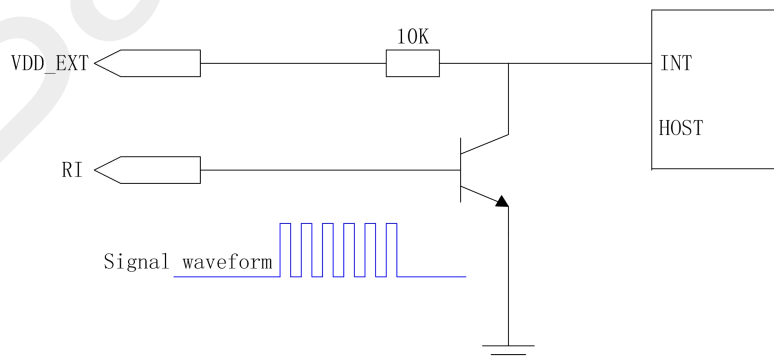 10K
VDD_EXT
INT
HOST
RI
Signal waveform